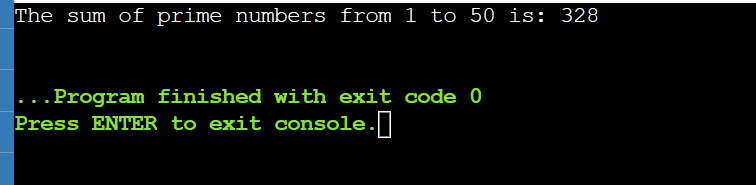 The sum of prime numbers from 1 to 50 is: 328
...Program finished with exit code 0
Press ENTER to exit console.